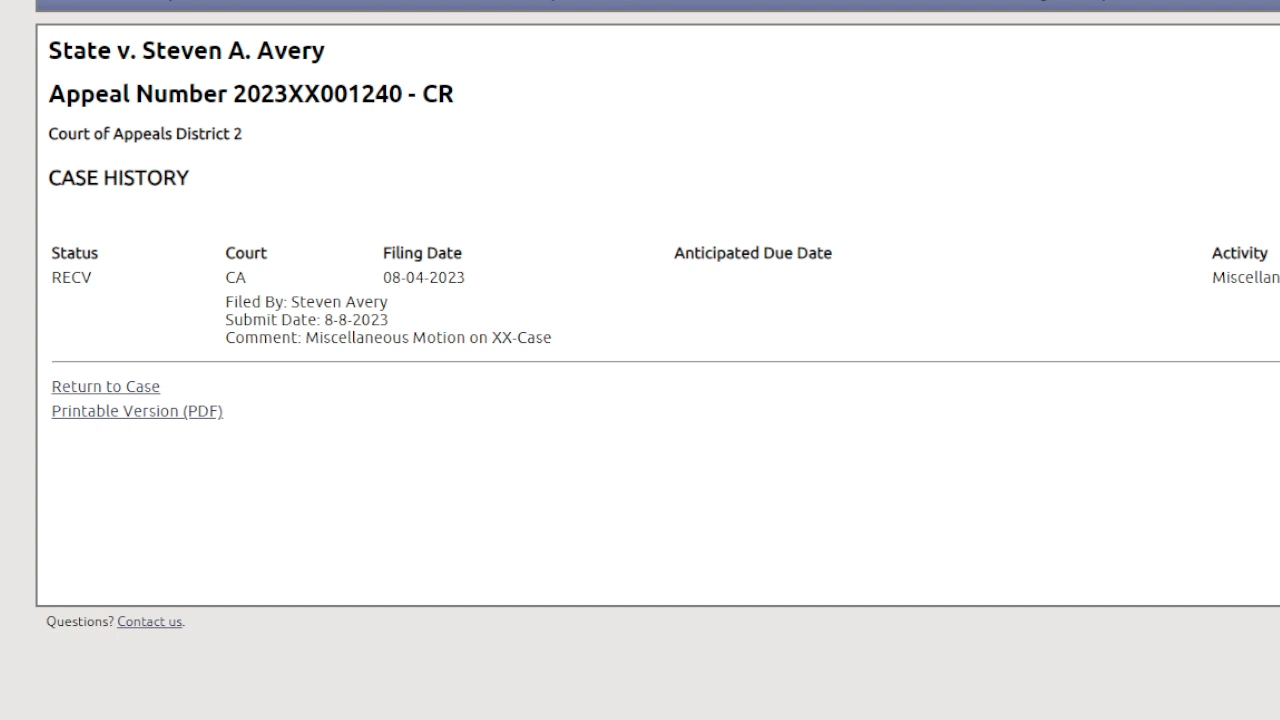 State v. Steven A. Avery
Appeal Number 2023XX001240 - CR
Court of Appeals District 2
CASE HISTORY
Status Court Filing Date Anticipated Due Date Activity
RECV CA 08-04-2023 Miscellan
Filed By: Steven Avery
Submit Date: 8-8-2023
Comment: Miscellaneous Motion on XX-Case
Return to Case
Printable Version (PDF)
Questions? Contact us.